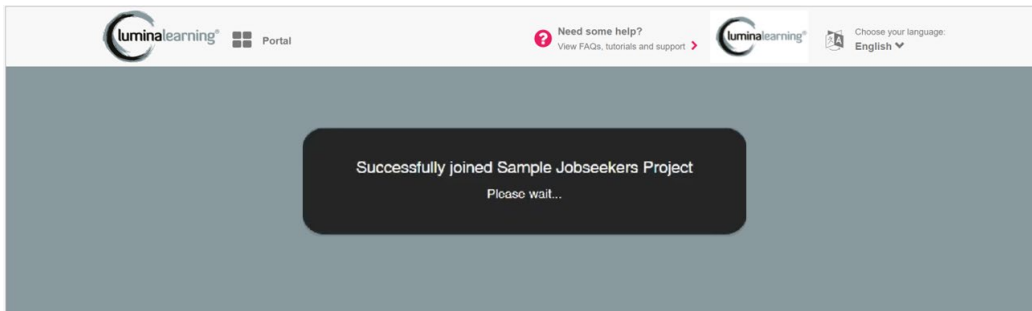 luminalearning®
Portal
Need some help?
View FAQs, tutorials and support
luminalearning®
Choose your language:
English
Successfully joined Sample Jobseekers Project
Please wait...